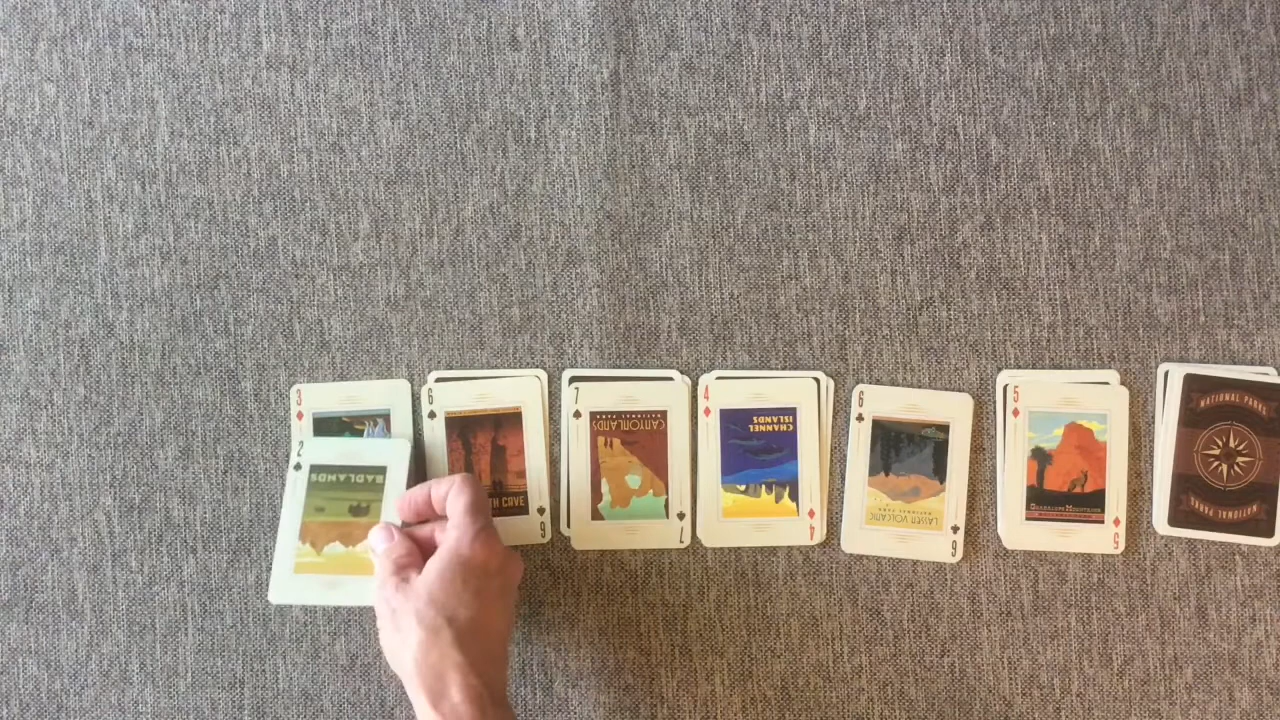 3
2
BADLANDS
6
TH CAVE
6
7
NATIONAL PARK
CANYONLANDS
7
4
CHANNEL
ISLANDS
4
6
LASSEN VOLCANIC
NATIONAL PARK
6
5
GUADALUPE MOUNTAINS
5
NATIONAL PARKS
NATIONAL PARKS